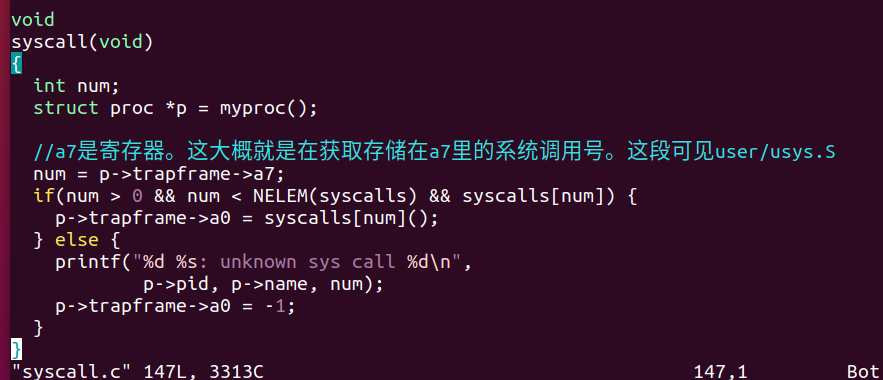 void
syscall(void)
{
  int num;
  struct proc *p = myproc();
  //a7是寄存器。这大概就是在获取存储在a7里的系统调用号。这段可见user/usys.S
  num = p->trapframe->a7;
  if(num > 0 && num < NELEM(syscalls) && syscalls[num]) {
    p->trapframe->a0 = syscalls[num]();
  } else {
    printf("%d %s: unknown sys call %d\n",
            p->pid, p->name, num);
    p->trapframe->a0 = -1;
  }
}
"syscall.c" 147L, 3313C 147,1 Bot